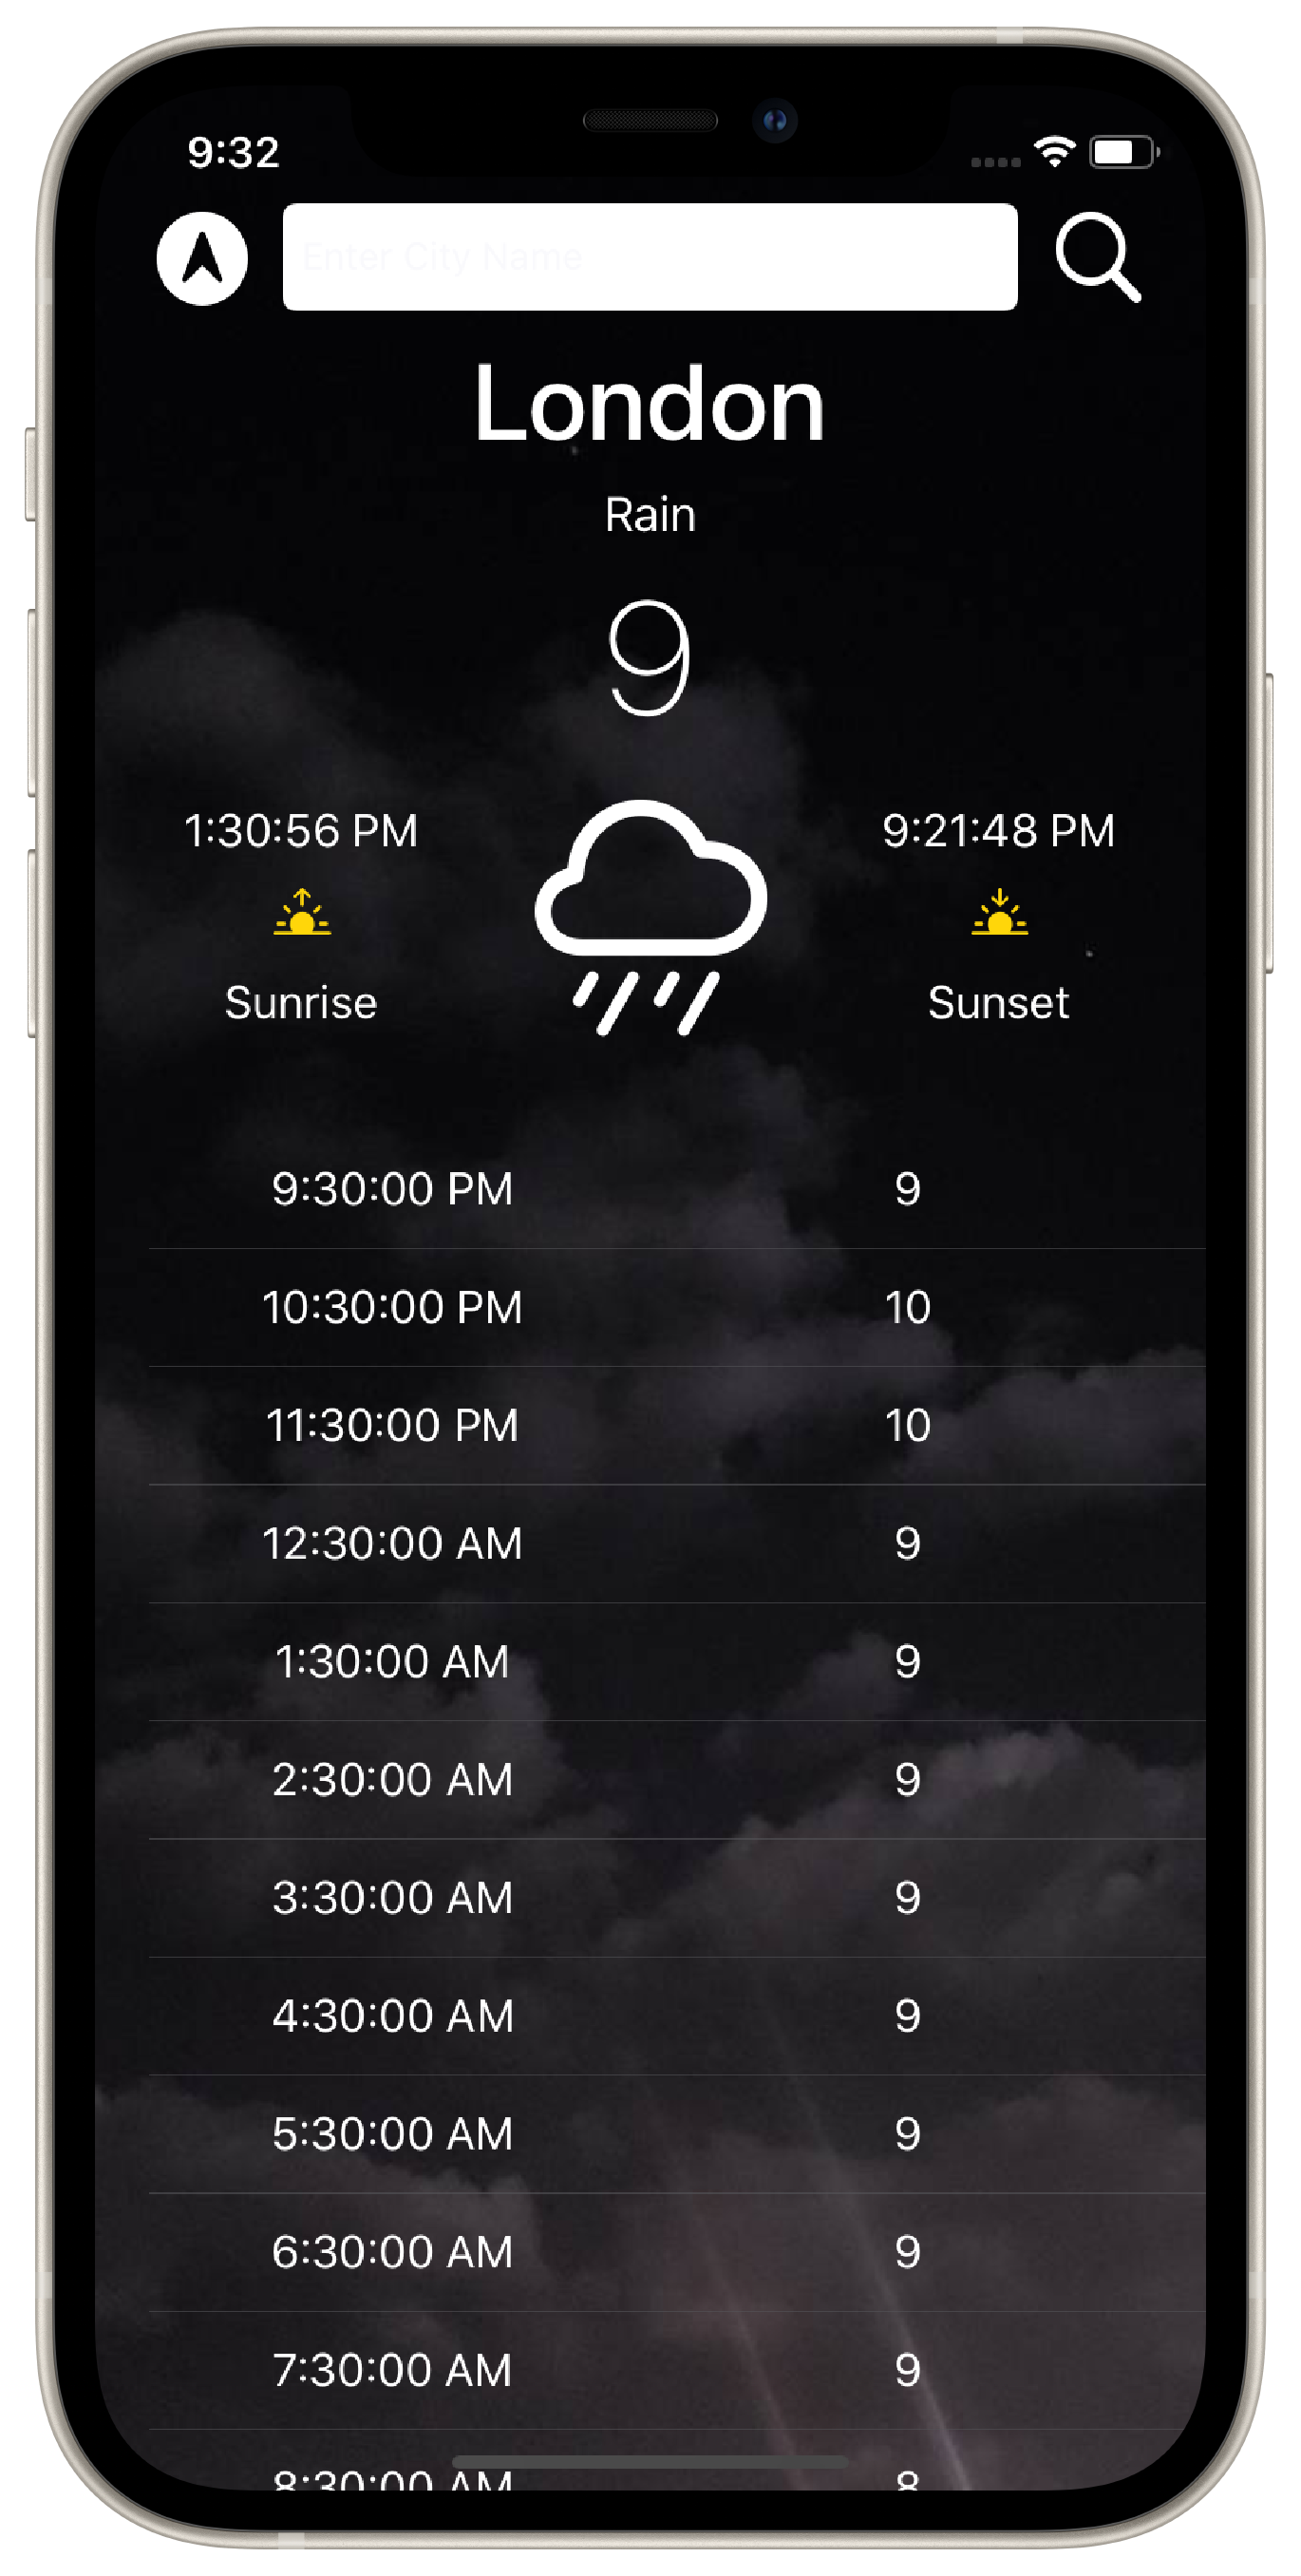 9:32
Enter City Name
London
Rain
9
1:30:56 PM
9:21:48 PM
Sunrise
Sunset
9:30:00 PM 9
10:30:00 PM 10
11:30:00 PM 10
12:30:00 AM 9
1:30:00 AM 9
2:30:00 AM 9
3:30:00 AM 9
4:30:00 AM 9
5:30:00 AM 9
6:30:00 AM 9
7:30:00 AM 9
8:30:00 AM 8